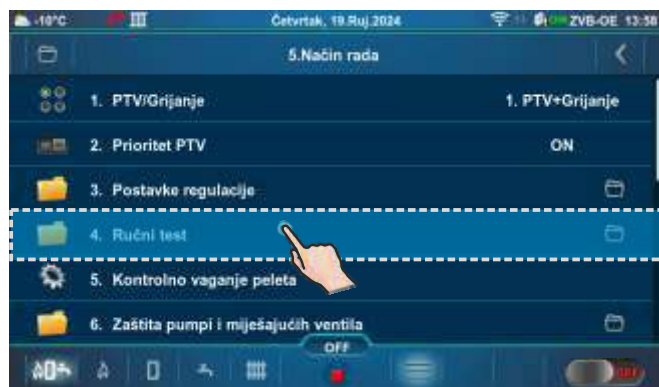 -10°C Četvrtak, 19.Ruj.2024 ZVB-OE 13:58
5.Način rada
1. PTV/Grijanje 1. PTV+Grijanje
2. Prioritet PTV ON
3. Postavke regulacije
4. Ručni test
5. Kontrolno vaganje peleta
6. Zaštita pumpi i miješajućih ventila
OFF
OFF